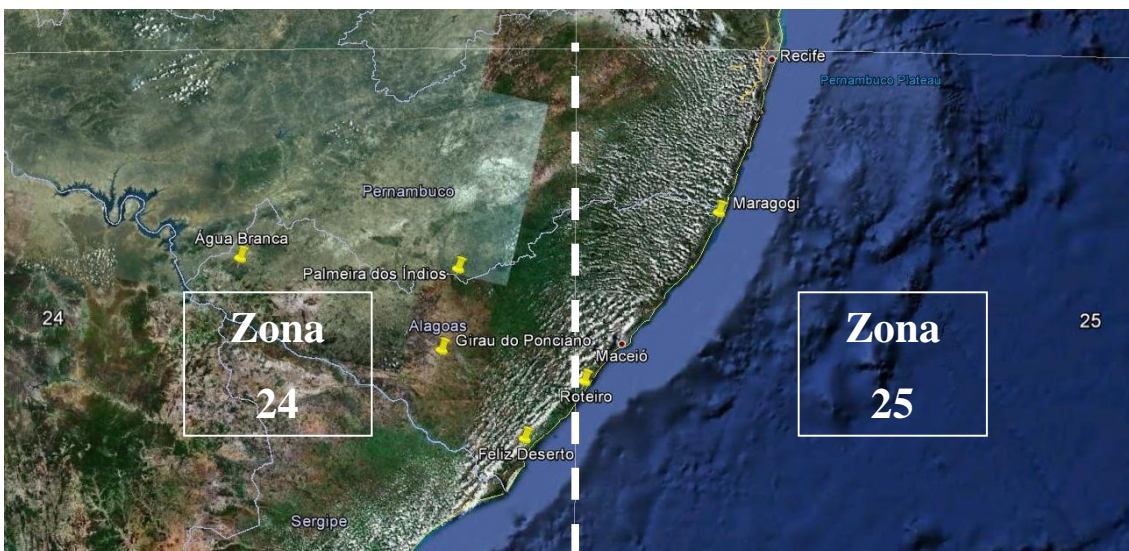 Recife
Pernambuco Plateau
Pernambuco
Maragogi
Água Branca
Palmeira dos Índios
24
Zona
24
Alagoas
Girau do Ponciano
Maceió
Roteiro
Feliz Deserto
Sergipe
Zona
25
25